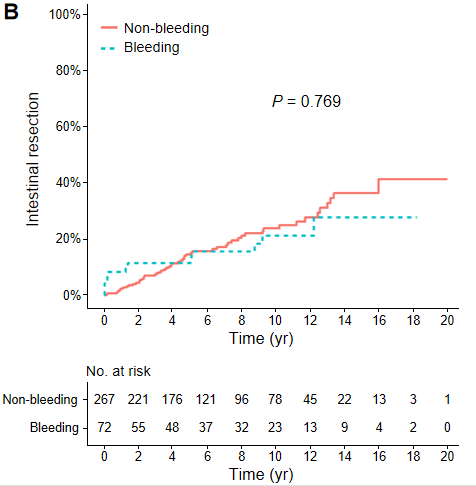 B
100%
80%
60%
40%
20%
0%
Intestinal resection
Non-bleeding
Bleeding
P = 0.769
0 2 4 6 8 10 12 14 16 18 20
Time (yr)
No. at risk
Non-bleeding 267 221 176 121 96 78 45 22 13 3 1
Bleeding 72 55 48 37 32 23 13 9 4 2 0
0 2 4 6 8 10 12 14 16 18 20
Time (yr)